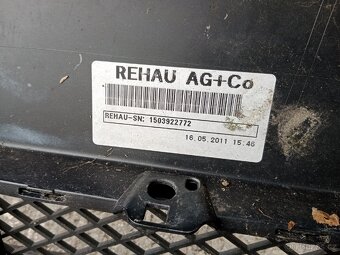 REHAU AG+Co
REHAU-SN: 1503922772
16.05.2011 15.46